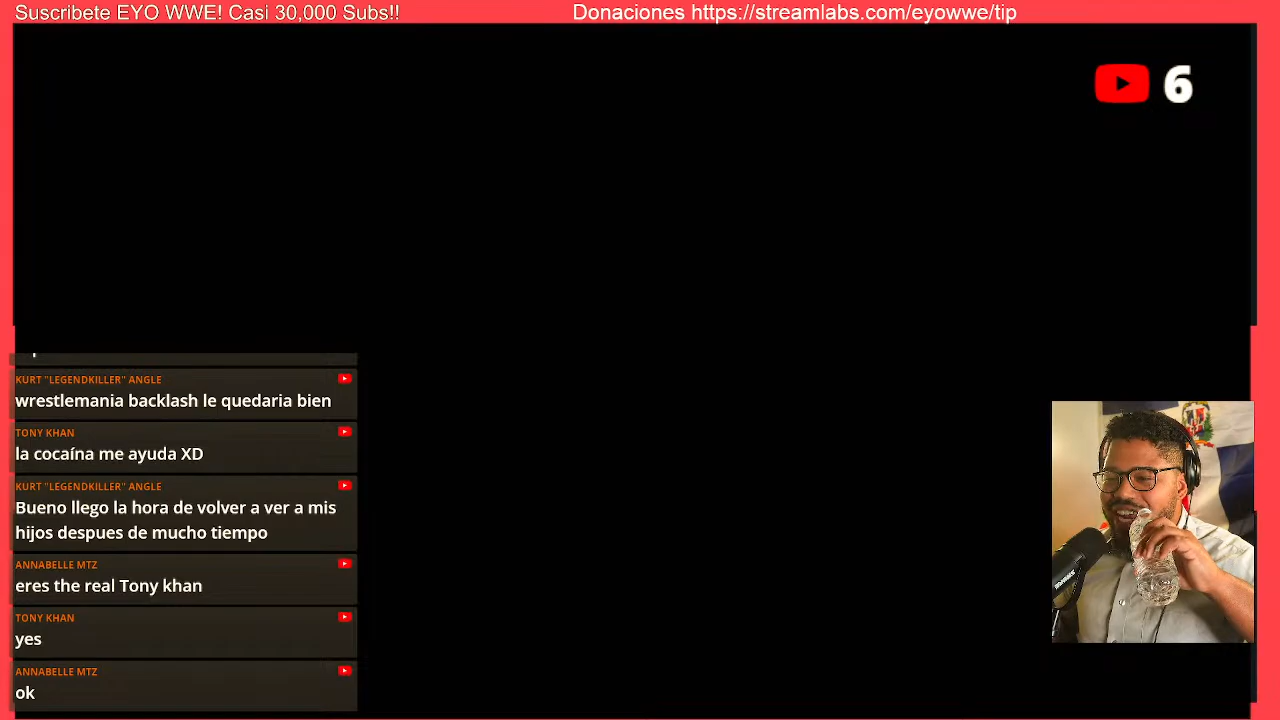 Suscribete EYO WWE! Casi 30,000 Subs!!
Donaciones https://streamlabs.com/eyowwe/tip
6
KURT "LEGENDKILLER" ANGLE
wrestlemania backlash le quedaria bien
TONY KHAN
la cocaína me ayuda XD
KURT "LEGENDKILLER" ANGLE
Bueno llego la hora de volver a ver a mis
hijos despues de mucho tiempo
ANNABELLE MTZ
eres the real Tony khan
TONY KHAN
yes
ANNABELLE MTZ
ok